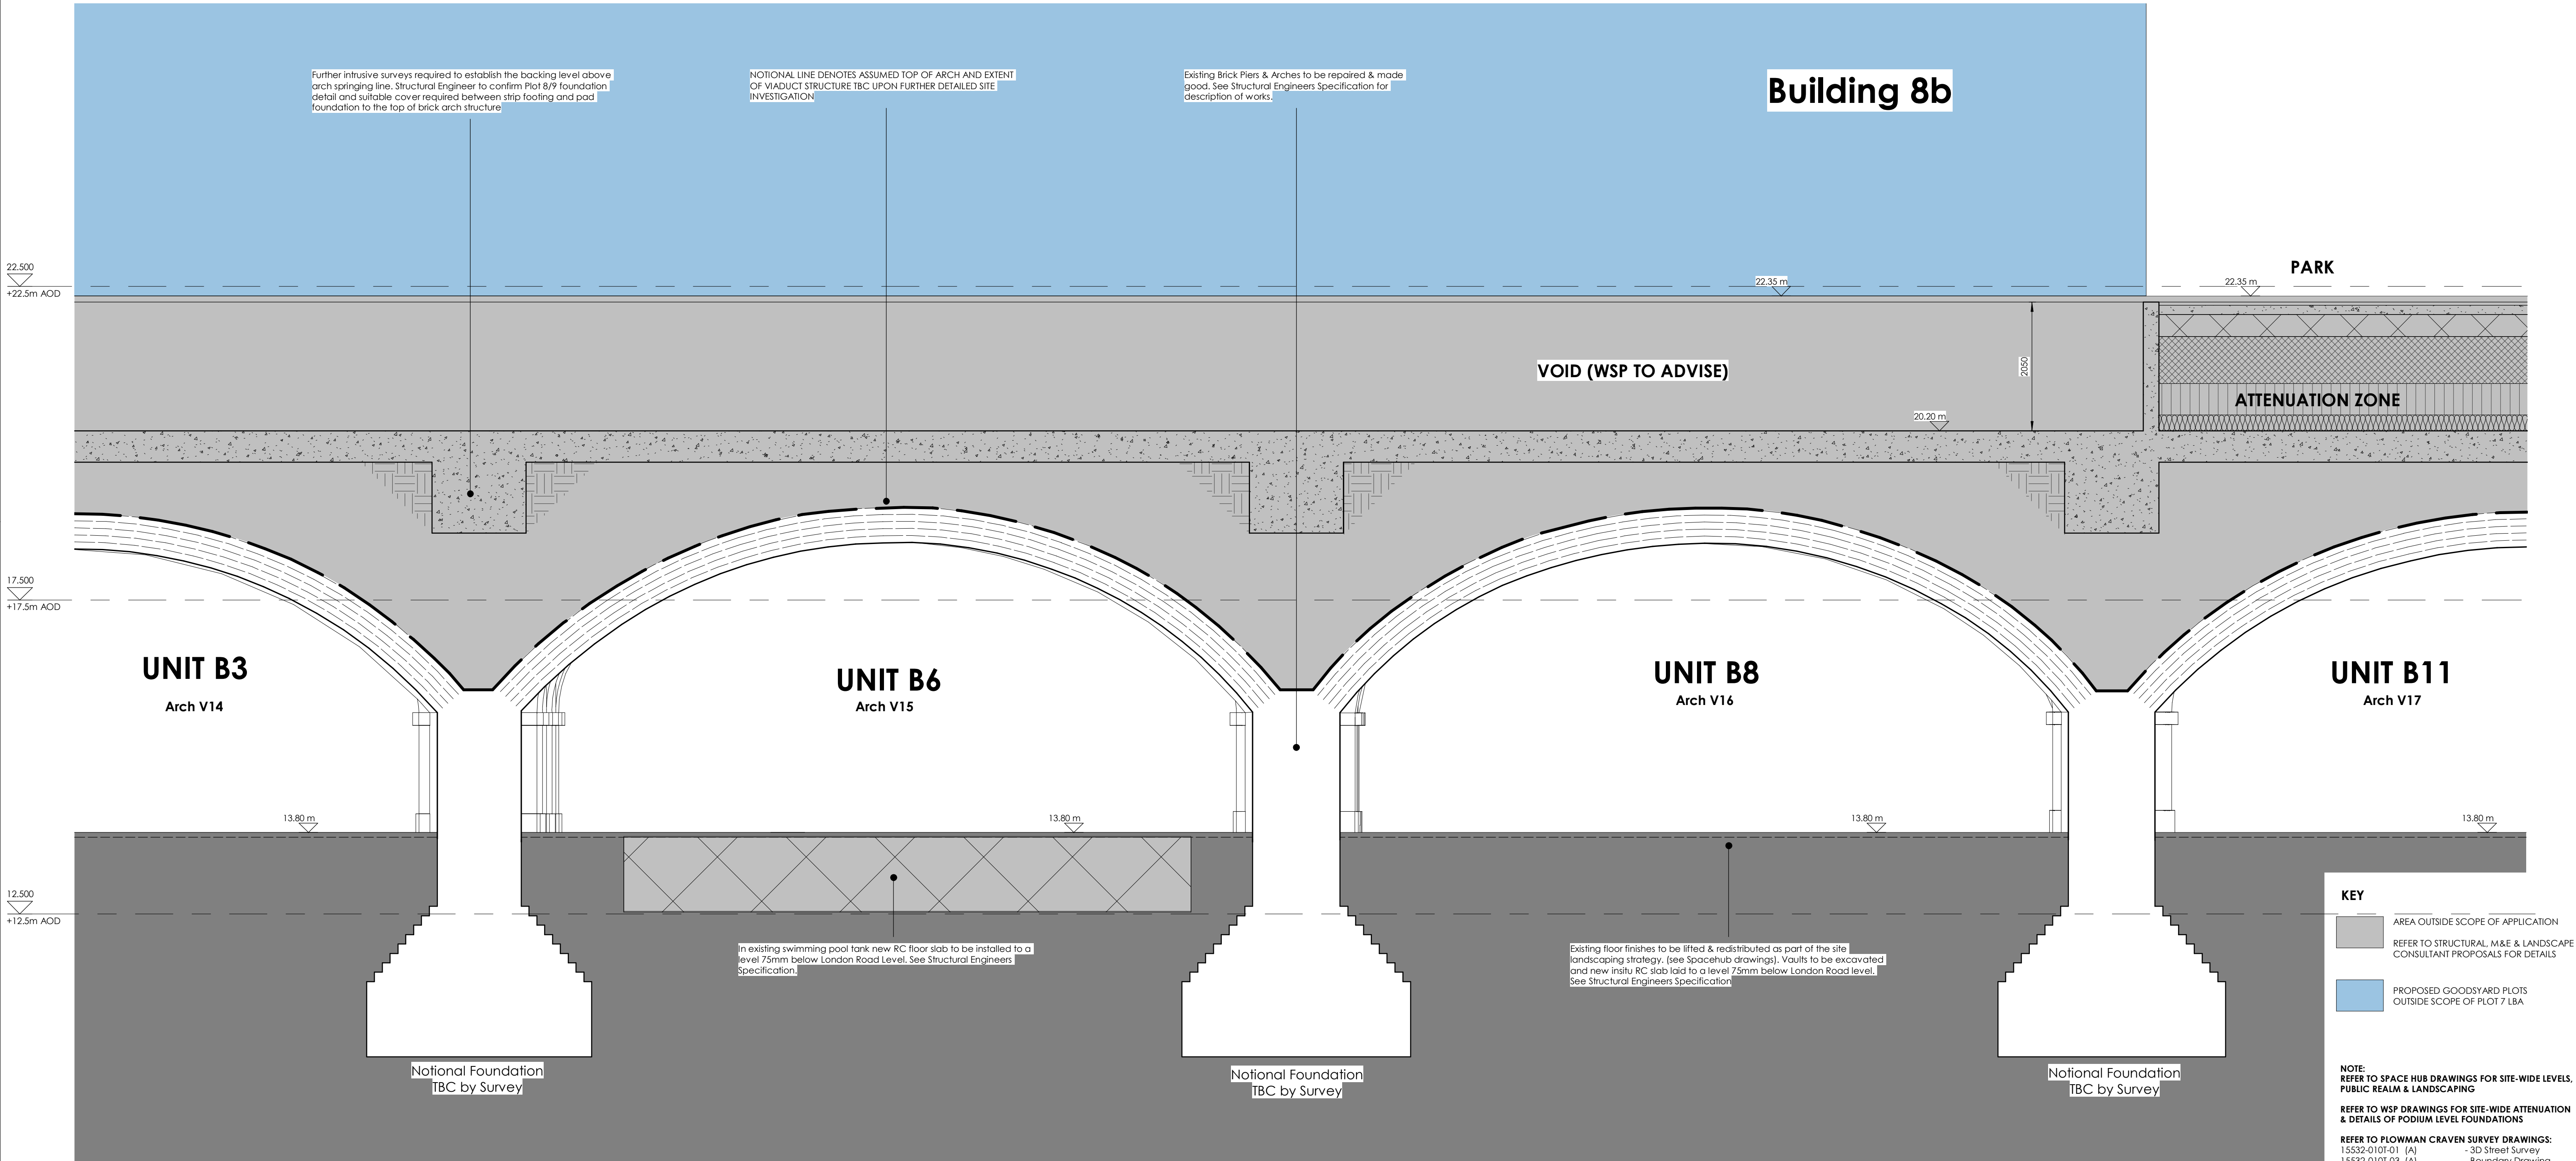 Further intrusive surveys required to establish the backing level above
arch springing line. Structural Engineer to confirm Plot 8/9 foundation
detail and suitable cover required between strip footing and pad
foundation to the top of brick arch structure
NOTIONAL LINE DENOTES ASSUMED TOP OF ARCH AND EXTENT
OF VIADUCT STRUCTURE TBC UPON FURTHER DETAILED SITE
INVESTIGATION
Existing Brick Piers & Arches to be repaired & made
good. See Structural Engineers Specification for
description of works.
Building 8b
22.500
+22.5m AOD
22.35 m
PARK
22.35 m
VOID (WSP TO ADVISE)
2050
20.20 m
ATTENUATION ZONE
17.500
+17.5m AOD
UNIT B3
Arch V14
UNIT B6
Arch V15
UNIT B8
Arch V16
UNIT B11
Arch V17
13.80 m
13.80 m
13.80 m
13.80 m
12.500
+12.5m AOD
In existing swimming pool tank new RC floor slab to be installed to a
level 75mm below London Road Level. See Structural Engineers
Specification.
Existing floor finishes to be lifted & redistributed as part of the site
landscaping strategy. (see Spacehub drawings). Vaults to be excavated
and new insitu RC slab laid to a level 75mm below London Road level.
See Structural Engineers Specification
Notional Foundation
TBC by Survey
Notional Foundation
TBC by Survey
Notional Foundation
TBC by Survey
KEY
AREA OUTSIDE SCOPE OF APPLICATION
REFER TO STRUCTURAL, M&E & LANDSCAPE
CONSULTANT PROPOSALS FOR DETAILS
PROPOSED GOODSYARD PLOTS
OUTSIDE SCOPE OF PLOT 7 LBA
NOTE:
REFER TO SPACE HUB DRAWINGS FOR SITE-WIDE LEVELS,
PUBLIC REALM & LANDSCAPING
REFER TO WSP DRAWINGS FOR SITE-WIDE ATTENUATION
& DETAILS OF PODIUM LEVEL FOUNDATIONS
REFER TO PLOWMAN CRAVEN SURVEY DRAWINGS:
15532-010T-01 (A) - 3D Street Survey
15532-010T-03 (A) - Boundary Drawing